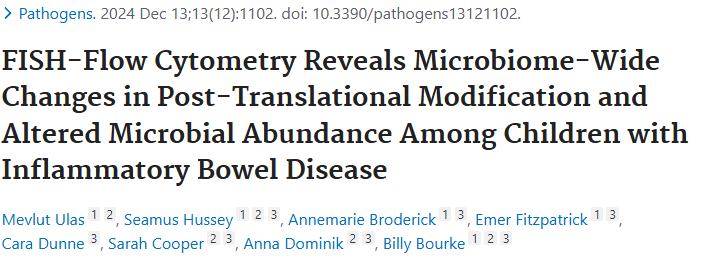 > Pathogens. 2024 Dec 13;13(12):1102. doi: 10.3390/pathogens13121102.
FISH-Flow Cytometry Reveals Microbiome-Wide
Changes in Post-Translational Modification and
Altered Microbial Abundance Among Children with
Inflammatory Bowel Disease
Mevlut Ulas 1 2, Seamus Hussey 1 2 3, Annemarie Broderick 1 3, Emer Fitzpatrick 1 3,
Cara Dunne 3, Sarah Cooper 2 3, Anna Dominik 2 3, Billy Bourke 1 2 3